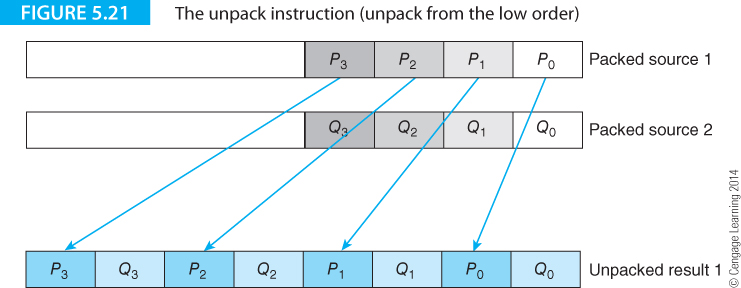 FIGURE 5.21 The unpack instruction (unpack from the low order)
P3 P2 P1 P0 Packed source 1
Q3 Q2 Q1 Q0 Packed source 2
P3 Q3 P2 Q2 P1 Q1 P0 Q0 Unpacked result 1
© Cengage Learning 2014